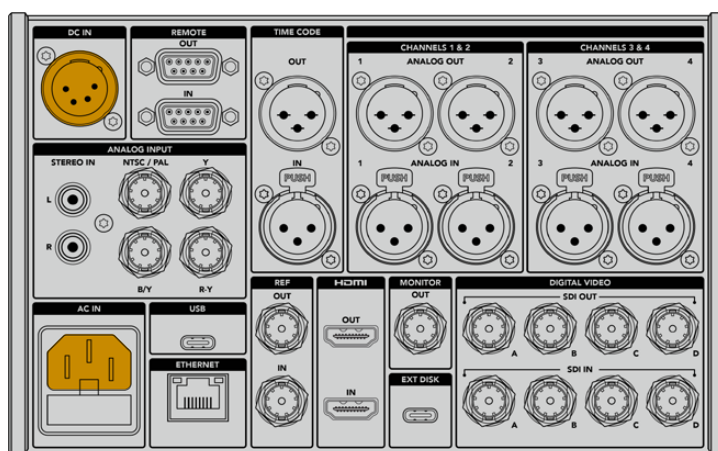 DC IN
REMOTE
OUT
IN
TIME CODE
OUT
IN
PUSH
CHANNELS 1 & 2
1 ANALOG OUT 2
1 ANALOG IN 2
PUSH PUSH
CHANNELS 3 & 4
3 ANALOG OUT 4
3 ANALOG IN 4
PUSH PUSH
ANALOG INPUT
STEREO IN NTSC / PAL Y
L
R
B/Y R-Y
AC IN
USB
ETHERNET
REF
OUT
IN
HDMI
OUT
IN
MONITOR
OUT
EXT DISK
DIGITAL VIDEO
SDI OUT
A B C D
SDI IN
A B C D